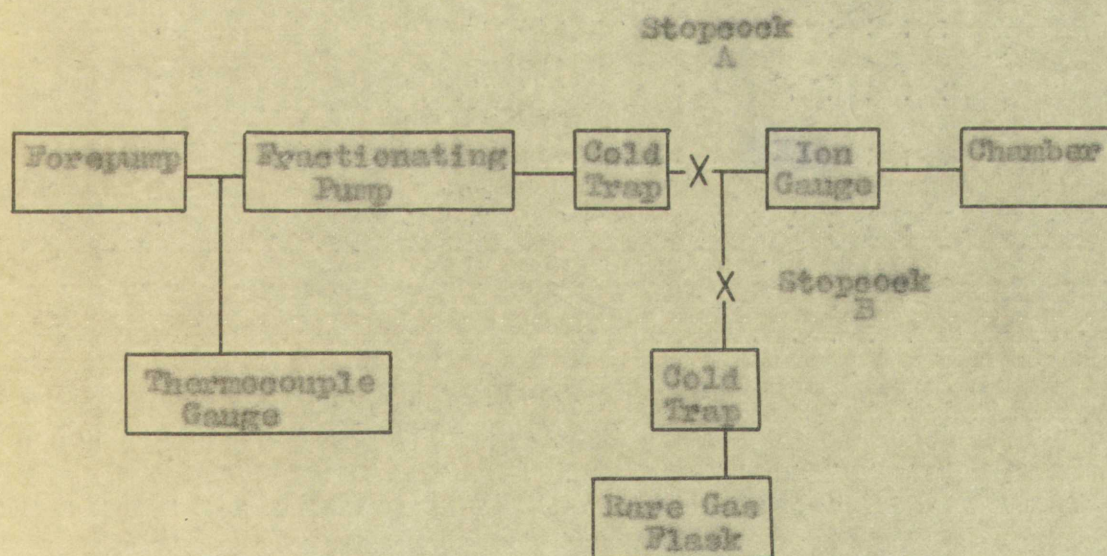 Stopcock
A
Forepump
Fractionating
Pump
Cold
Trap
X
Ion
Gauge
Chamber
X
Stopcock
B
Thermocouple
Gauge
Cold
Trap
Rare Gas
Flask